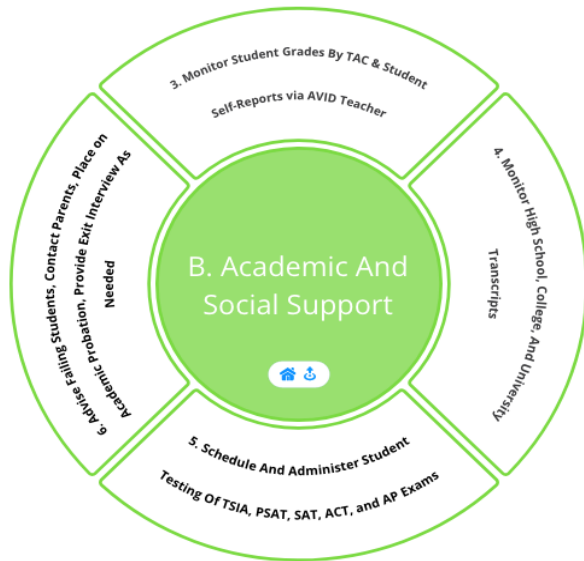 3. Monitor Student Grades By TAC & Student
Self-Reports via AVID Teacher
4. Monitor High School, College, And University
Transcripts
B. Academic And
Social Support
5. Schedule And Administer Student
Testing Of TSIA, PSAT, SAT, ACT, and AP Exams
6. Advise Failing Students, Contact Parents, Place on
Academic Probation, Provide Exit Interview As
Needed